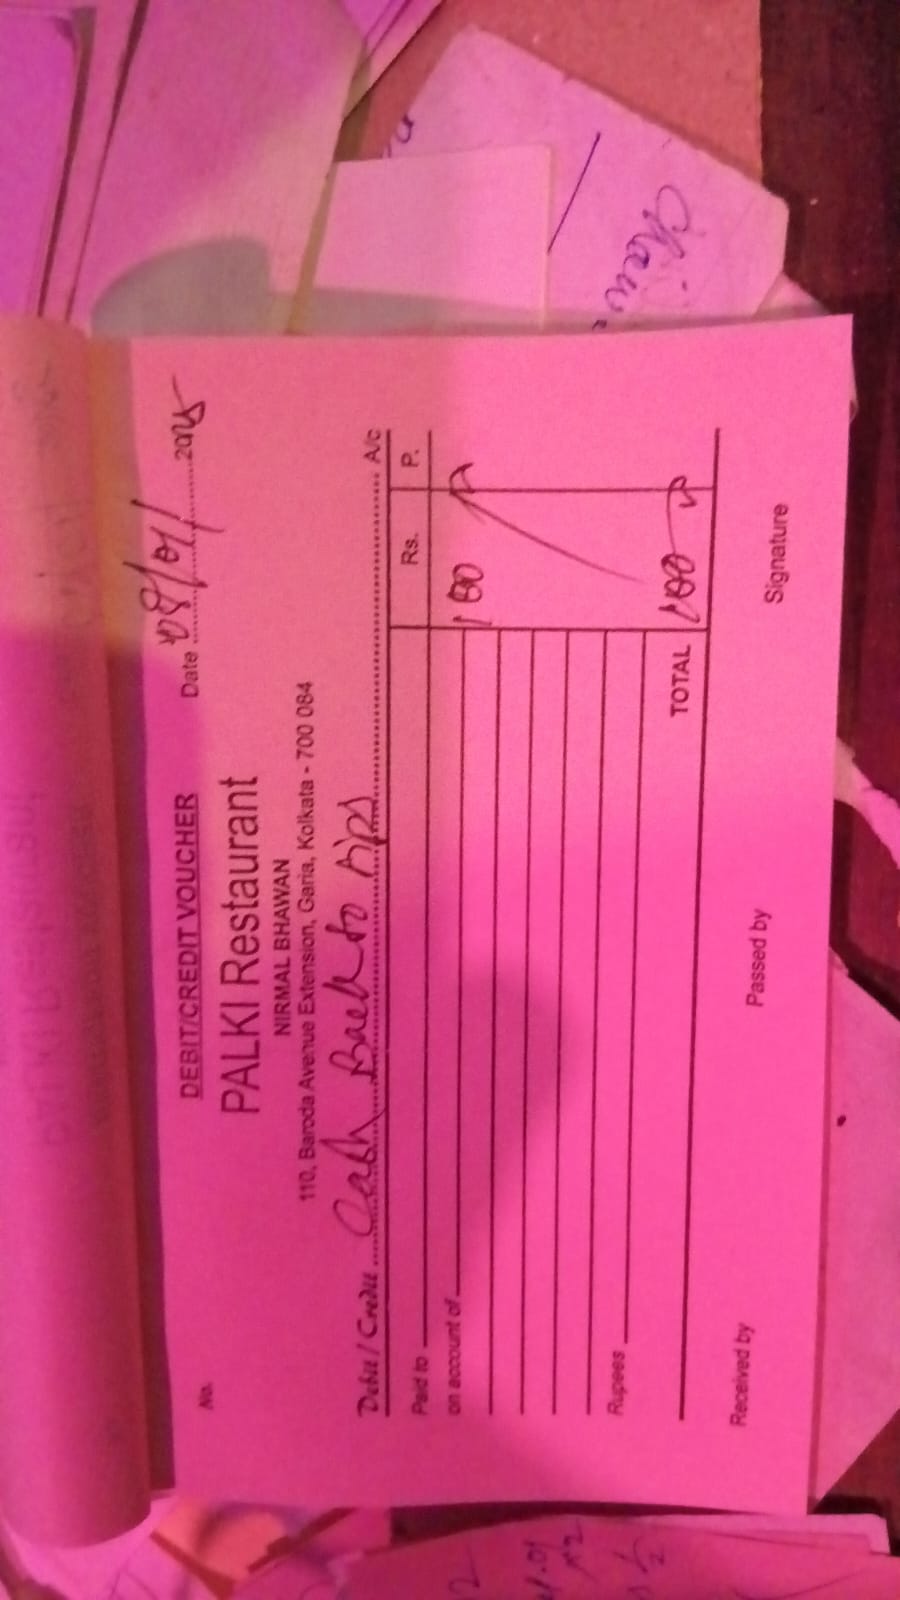 No.
DEBIT/CREDIT VOUCHER
Date 08/01/ 2025
PALKI Restaurant
NIRMAL BHAWAN
110, Baroda Avenue Extension, Garia, Kolkata - 700 084
Debit / Credit Cash Back to A/c
Rs. P.
Paid to
on account of
100
Rupees
TOTAL 100
Received by Passed by Signature